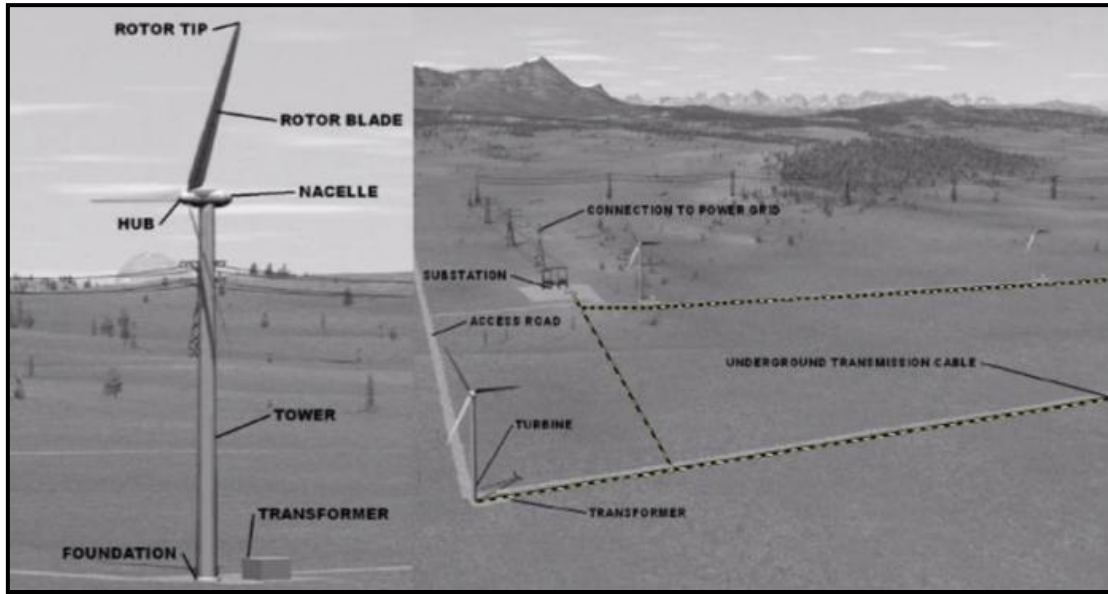 ROTOR TIP
ROTOR BLADE
NACELLE
HUB
TOWER
TRANSFORMER
FOUNDATION
CONNECTION TO POWER GRID
SUBSTATION
ACCESS ROAD
UNDERGROUND TRANSMISSION CABLE
TURBINE
TRANSFORMER